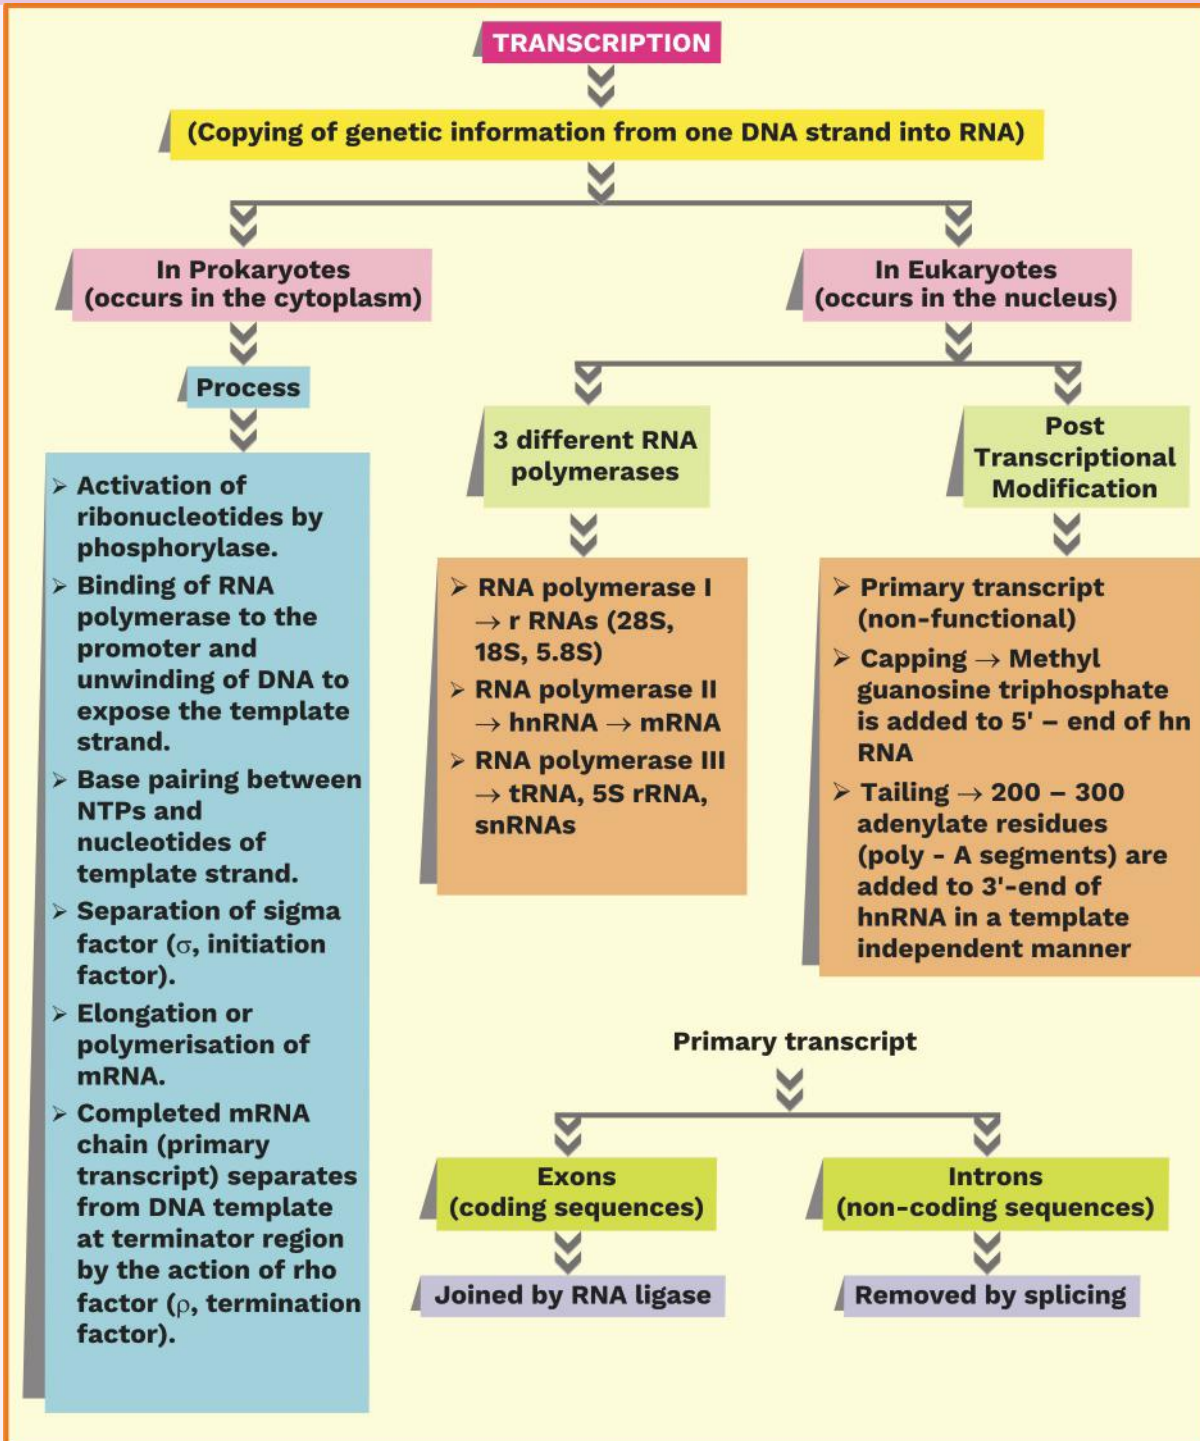 TRANSCRIPTION
(Copying of genetic information from one DNA strand into RNA)
In Prokaryotes
(occurs in the cytoplasm)
Process
➢ Activation of
ribonucleotides by
phosphorylase.
➢ Binding of RNA
polymerase to the
promoter and
unwinding of DNA to
expose the template
strand.
➢ Base pairing between
NTPs and
nucleotides of
template strand.
➢ Separation of sigma
factor (σ, initiation
factor).
➢ Elongation or
polymerisation of
mRNA.
➢ Completed mRNA
chain (primary
transcript) separates
from DNA template
at terminator region
by the action of rho
factor (ρ, termination
factor).
In Eukaryotes
(occurs in the nucleus)
3 different RNA
polymerases
➢ RNA polymerase I
→ r RNAs (28S,
18S, 5.8S)
➢ RNA polymerase II
→ hnRNA → mRNA
➢ RNA polymerase III
→ tRNA, 5S rRNA,
snRNAs
Post
Transcriptional
Modification
➢ Primary transcript
(non-functional)
➢ Capping → Methyl
guanosine triphosphate
is added to 5' – end of hn
RNA
➢ Tailing → 200 – 300
adenylate residues
(poly - A segments) are
added to 3'-end of
hnRNA in a template
independent manner
Primary transcript
Exons
(coding sequences)
Joined by RNA ligase
Introns
(non-coding sequences)
Removed by splicing